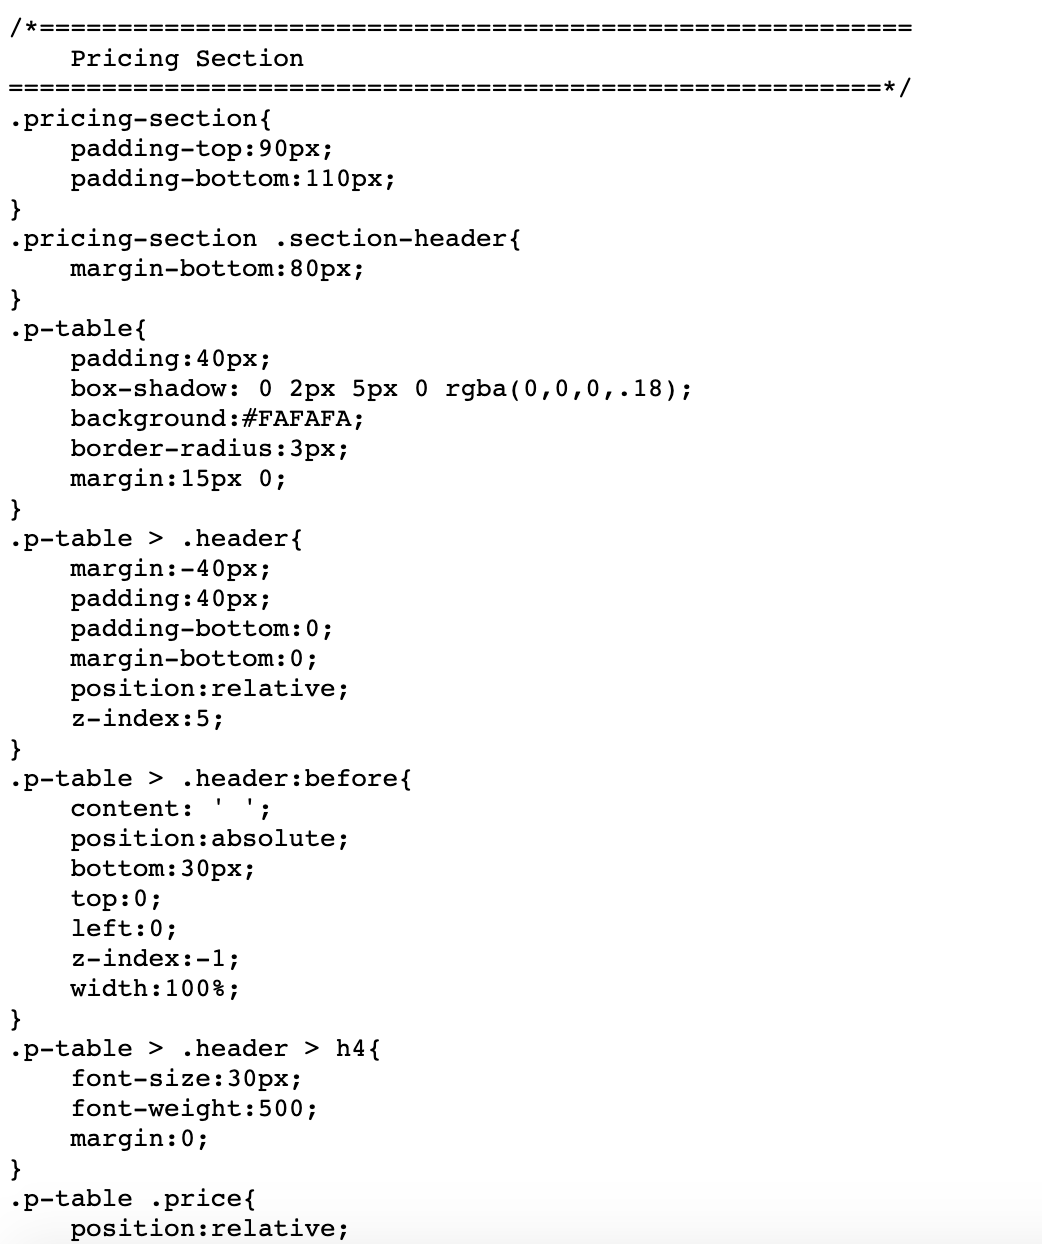 /*========================================================
    Pricing Section
========================================================*/
.pricing-section{
    padding-top:90px;
    padding-bottom:110px;
}
.pricing-section .section-header{
    margin-bottom:80px;
}
.p-table{
    padding:40px;
    box-shadow: 0 2px 5px 0 rgba(0,0,0,.18);
    background:#FAFAFA;
    border-radius:3px;
    margin:15px 0;
}
.p-table > .header{
    margin:-40px;
    padding:40px;
    padding-bottom:0;
    margin-bottom:0;
    position:relative;
    z-index:5;
}
.p-table > .header:before{
    content: ' ';
    position:absolute;
    bottom:30px;
    top:0;
    left:0;
    z-index:-1;
    width:100%;
}
.p-table > .header > h4{
    font-size:30px;
    font-weight:500;
    margin:0;
}
.p-table .price{
    position:relative;